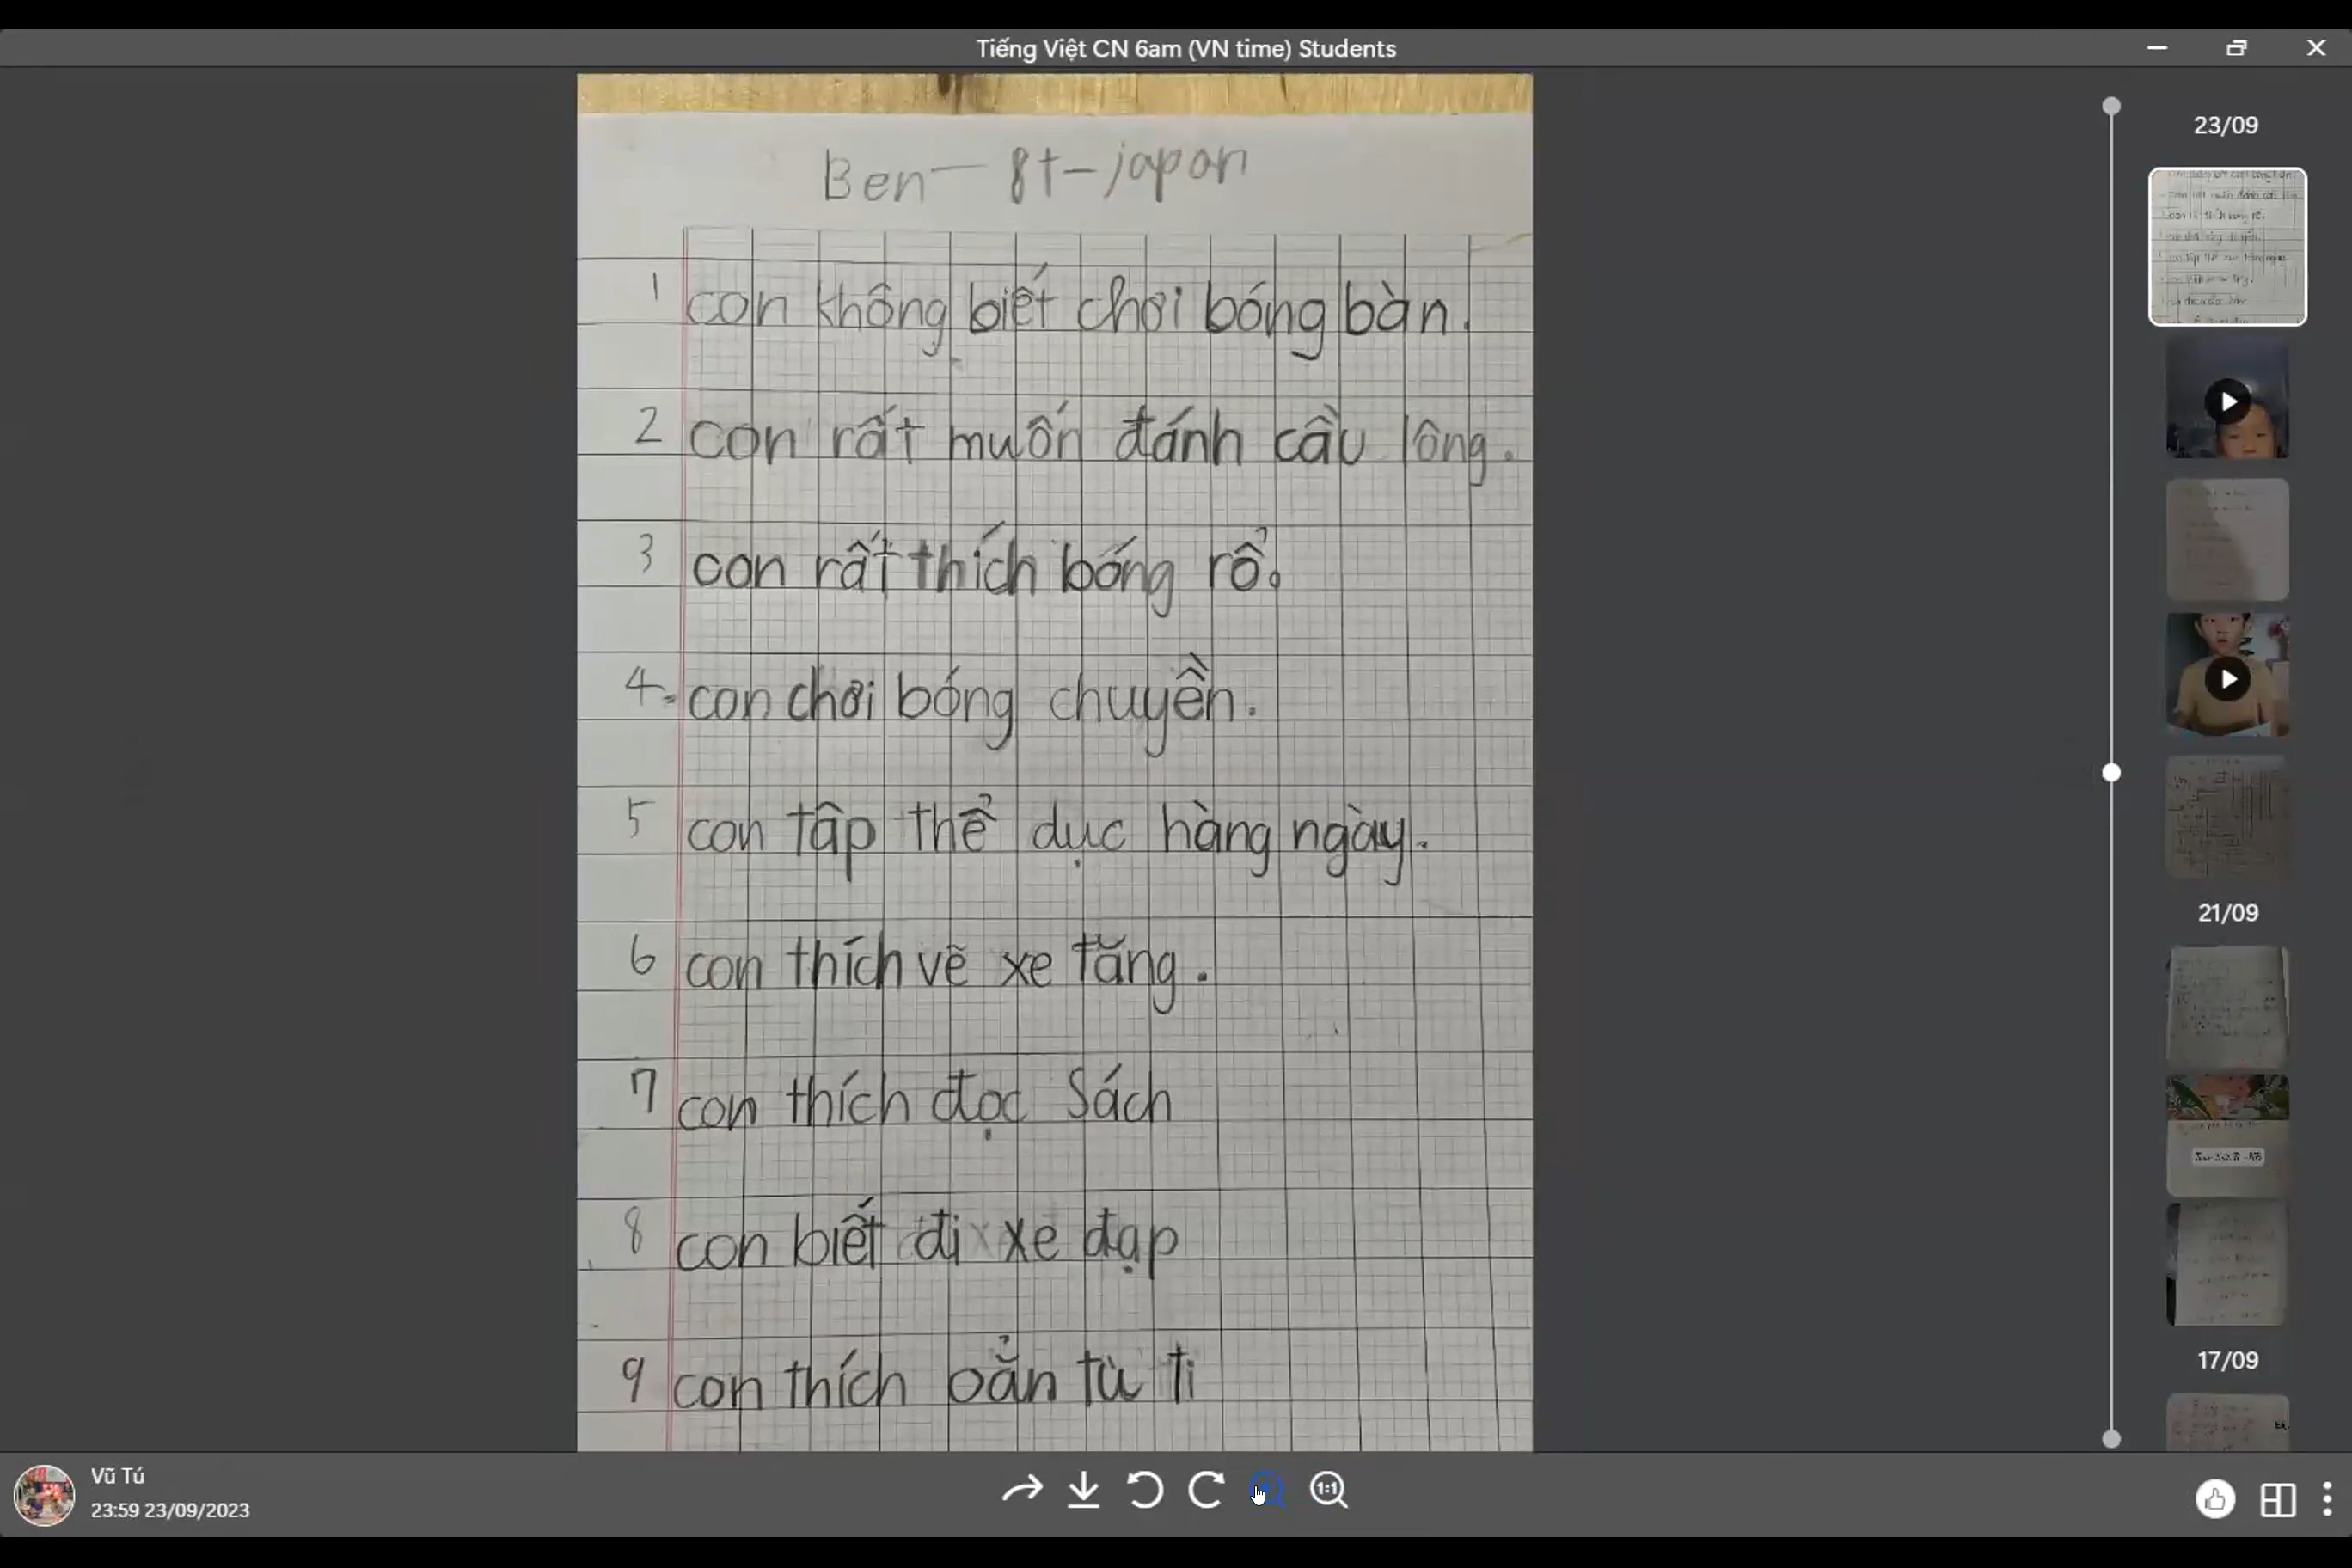 Tiếng Việt CN 6am (VN time) Students
23/09
Ben - 8t - japan
1 con không biết chơi bóng bàn.
2 con rất muốn đánh cầu lông.
3 con rất thích bóng rổ.
4. con chơi bóng chuyền.
5 con tâp thể dục hàng ngày.
6 con thích vẽ xe tăng.
7 con thích đọc Sách
8 con biết đi xe đạp
9 con thích oẳn tù tì
21/09
17/09
Vũ Tú
23:59 23/09/2023
1:1